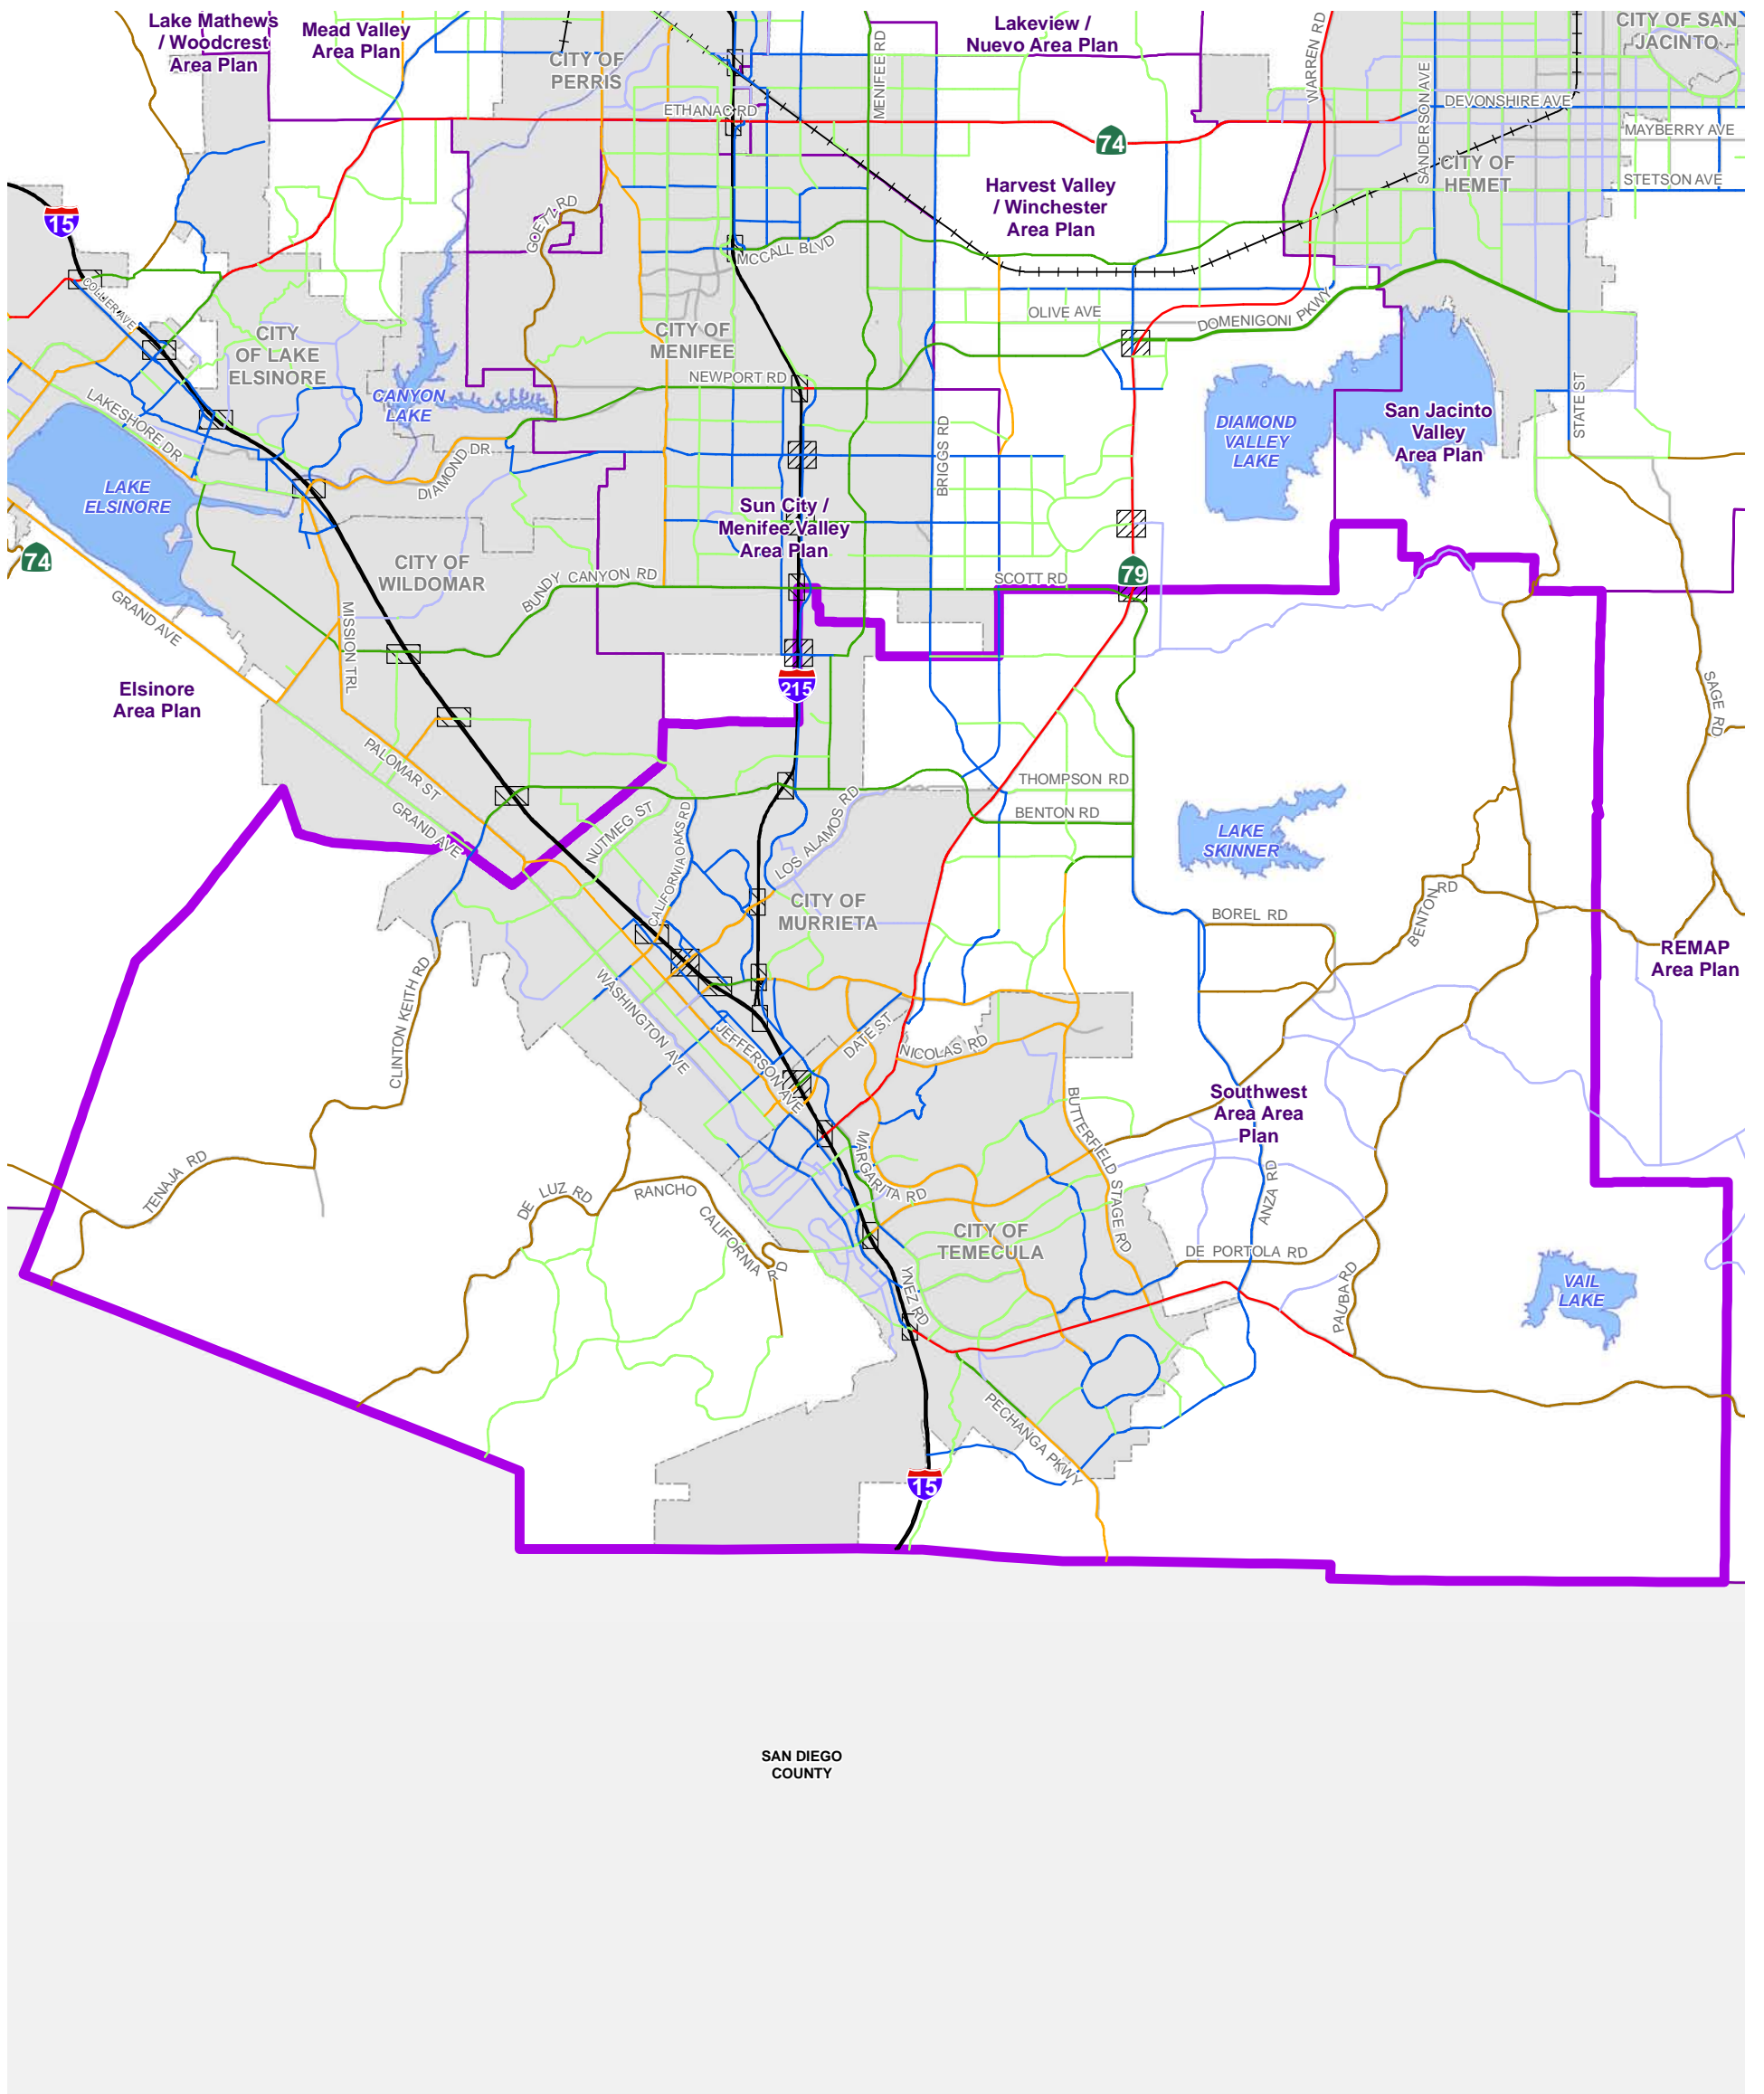 Lake Mathews
/ Woodcrest
Area Plan
Mead Valley
Area Plan
CITY OF
PERRIS
MENIFEE RD
Lakeview /
Nuevo Area Plan
WARREN RD
CITY OF SAN
JACINTO
SANDERSON AVE
DEVONSHIRE AVE
ETHANAC RD
74
MAYBERRY AVE
CITY OF
HEMET
STETSON AVE
15
GOETZ RD
Harvest Valley
/ Winchester
Area Plan
MCCALL BLVD
COLLIER AVE
CITY
OF LAKE
ELSINORE
CITY OF
MENIFEE
OLIVE AVE
DOMENIGONI PKWY
NEWPORT RD
CANYON
LAKE
LAKESHORE DR
DIAMOND DR
BRIGGS RD
DIAMOND
VALLEY
LAKE
San Jacinto
Valley
Area Plan
STATE ST
LAKE
ELSINORE
Sun City /
Menifee Valley
Area Plan
74
CITY OF
WILDOMAR
BUNDY CANYON RD
SCOTT RD
79
GRAND AVE
MISSION TRL
215
Elsinore
Area Plan
SAGE RD
PALOMAR ST
GRAND AVE
NUTMEG ST
CALIFORNIA OAKS RD
LOS ALAMOS RD
THOMPSON RD
BENTON RD
LAKE
SKINNER
CITY OF
MURRIETA
BOREL RD
BENTON RD
REMAP
Area Plan
CLINTON KEITH RD
WASHINGTON AVE
JEFFERSON AVE
DATE ST
NICOLAS RD
BUTTERFIELD STAGE RD
Southwest
Area Area
Plan
TENAJA RD
DE LUZ RD
RANCHO
CALIFORNIA RD
MARGARITA RD
CITY OF
TEMECULA
ANZA RD
DE PORTOLA RD
PAUBA RD
YNEZ RD
VAIL
LAKE
PECHANGA PKWY
15
SAN DIEGO
COUNTY